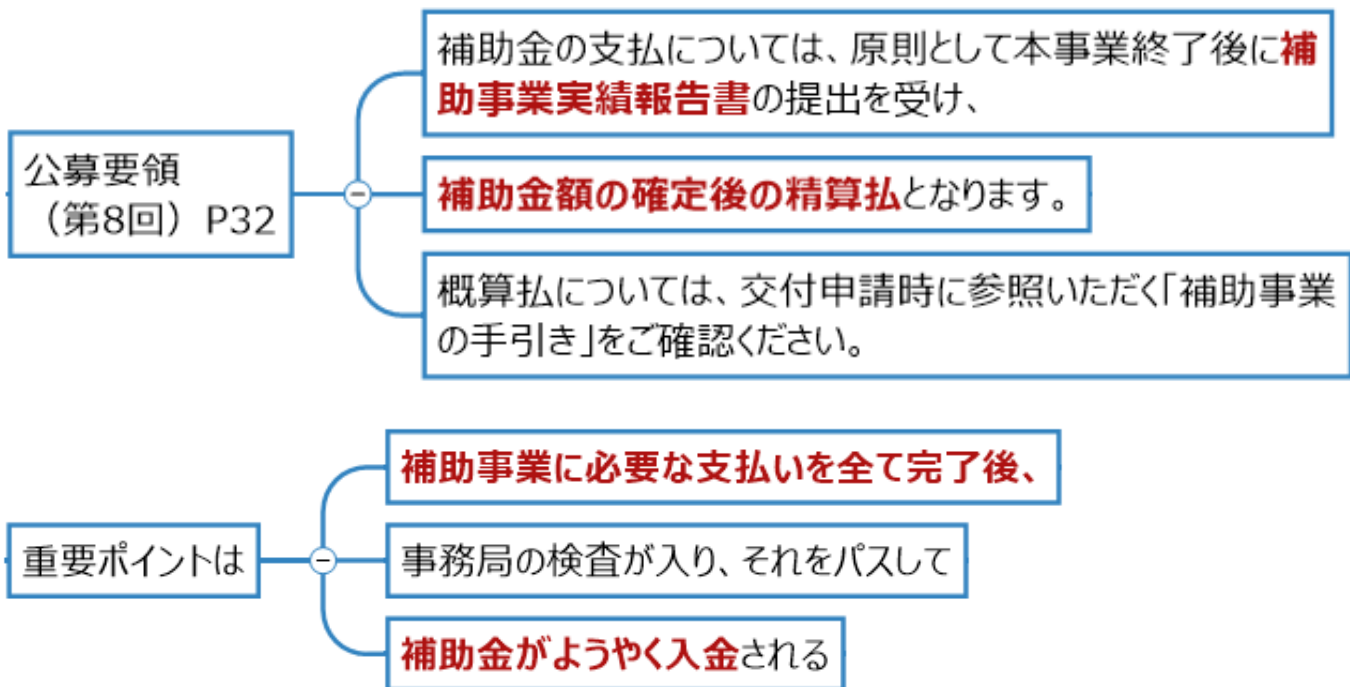 公募要領
（第8回）P32
補助金の支払については、原則として本事業終了後に補
助事業実績報告書の提出を受け、
補助金額の確定後の精算払となります。
概算払については、交付申請時に参照いただく「補助事業
の手引き」をご確認ください。
重要ポイントは
補助事業に必要な支払いを全て完了後、
事務局の検査が入り、それをパスして
補助金がようやく入金される